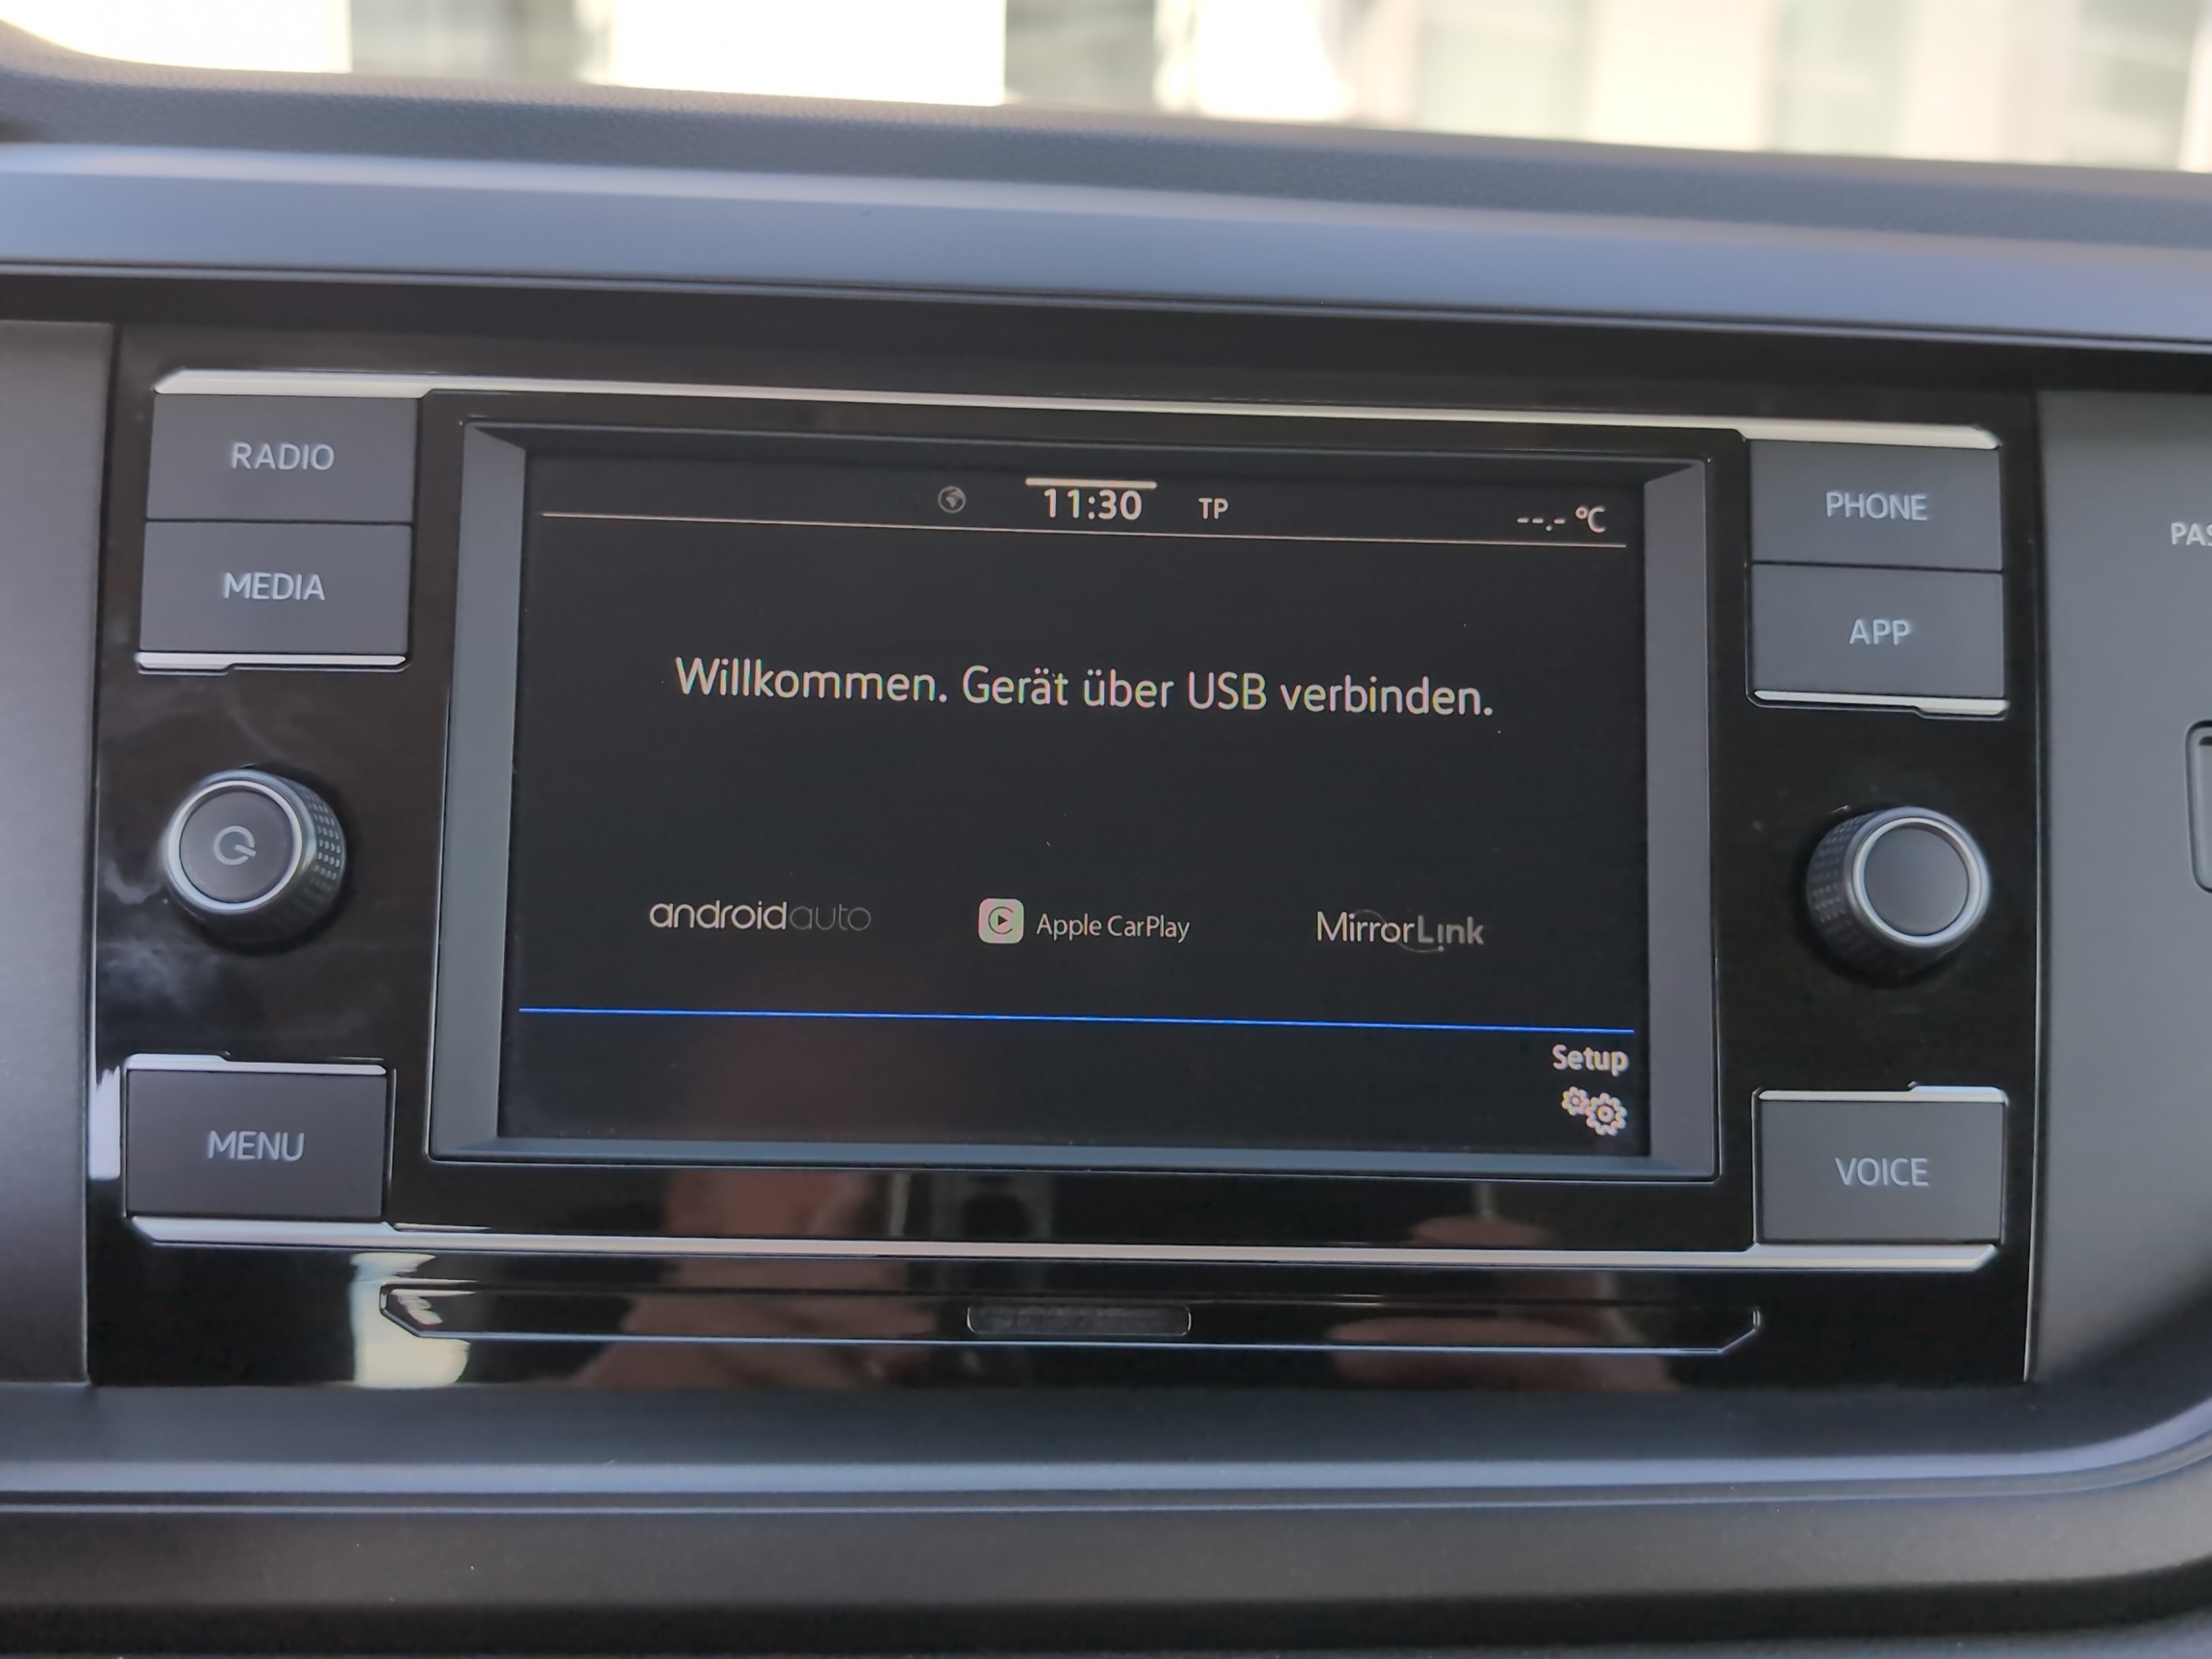 RADIO
MEDIA
MENU
11:30 TP --.- °C
Willkommen. Gerät über USB verbinden.
androidauto
Apple CarPlay
MirrorLink
Setup
PHONE
APP
VOICE